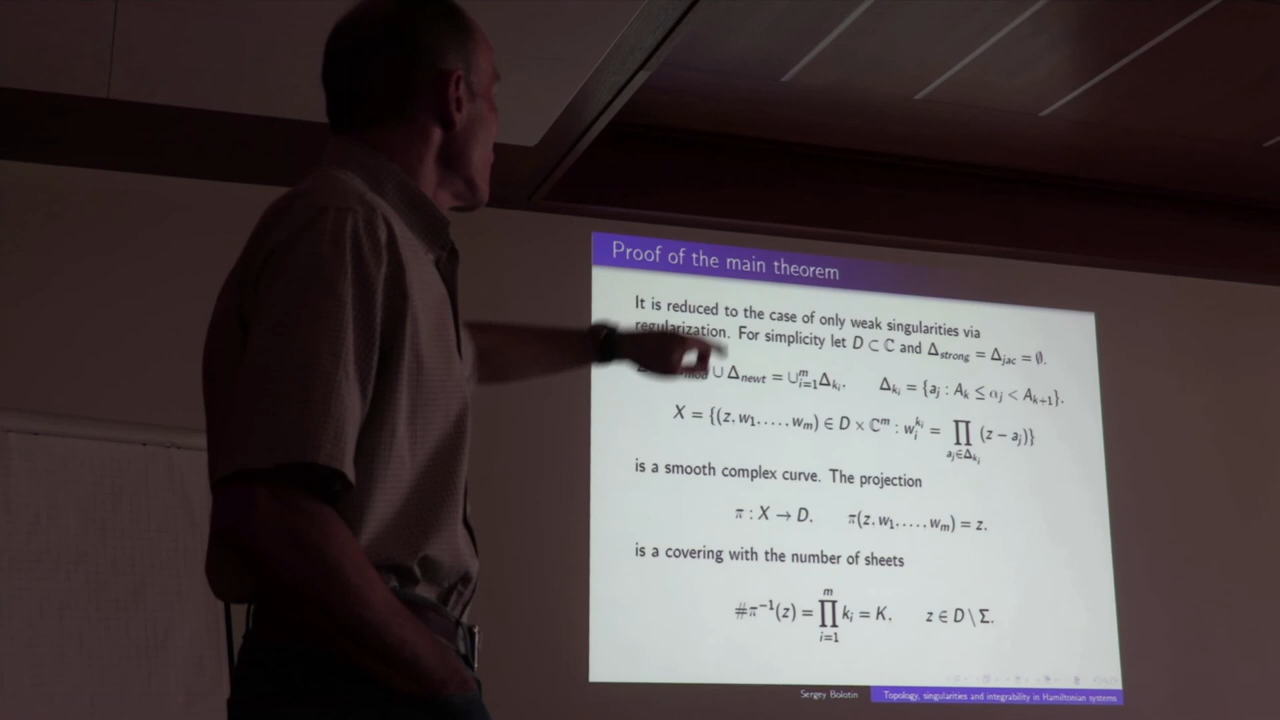 Proof of the main theorem
It is reduced to the case of only weak singularities via
regularization. For simplicity let D ⊂ ℂ and Δ_strong = Δ_jac = ∅.
∪ Δ_newt = ∪_{i=1}^m Δ_{k_i}. Δ_{k_i} = {a_j : A_k ≤ α_j < A_{k+1}}.
X = {(z, w_1, . . . , w_m) ∈ D × ℂ^m : w_i^{k_i} = ∏_{a_j ∈ Δ_{k_i}} (z − a_j)}
is a smooth complex curve. The projection
π : X → D. π(z, w_1, . . . , w_m) = z.
is a covering with the number of sheets
#π^{−1}(z) = ∏_{i=1}^m k_i = K. z ∈ D \ Σ.
Sergey Bolotin Topology, singularities and integrability in Hamiltonian systems